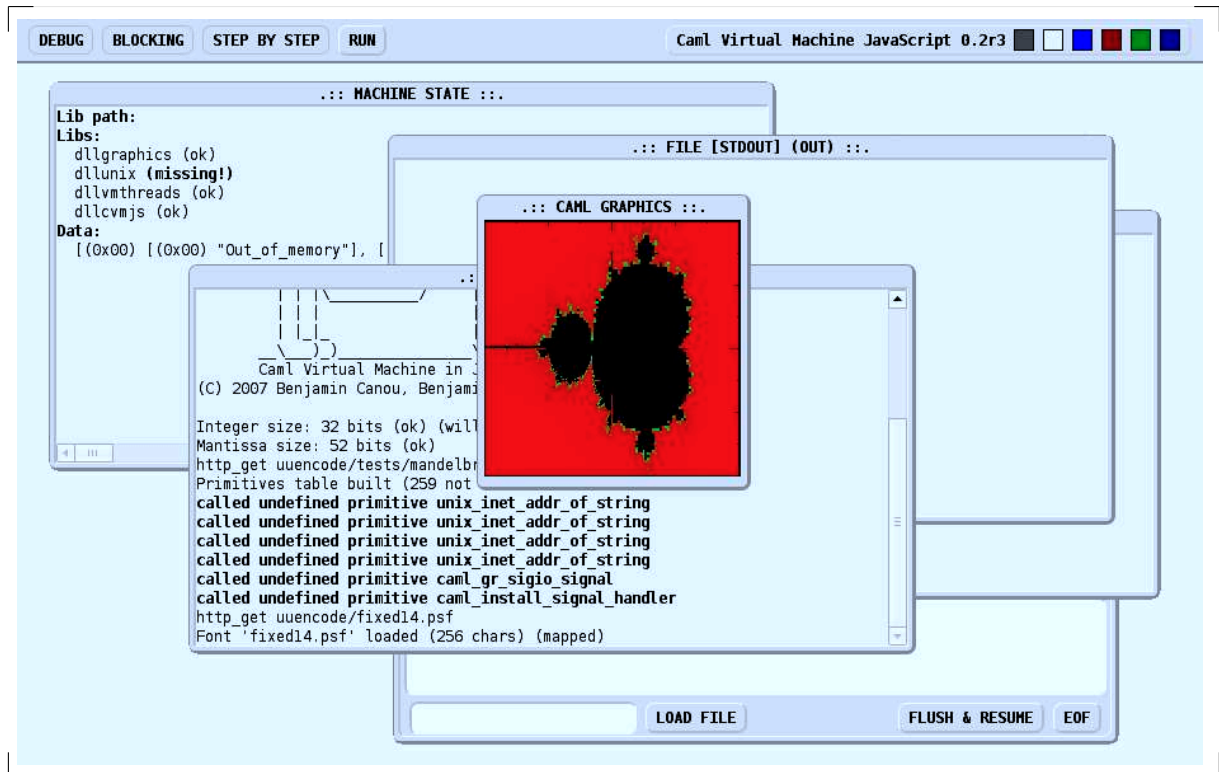 DEBUG BLOCKING STEP BY STEP RUN Caml Virtual Machine JavaScript 0.2r3
.:: MACHINE STATE ::.
Lib path:
Libs:
dllgraphics (ok)
dllunix (missing!)
dllvmthreads (ok)
dllcvmjs (ok)
Data:
[(0x00) [(0x00) "Out_of_memory"], [
.:: FILE [STDOUT] (OUT) ::.
.:: CAML GRAPHICS ::.
.:
Caml Virtual Machine in J
(C) 2007 Benjamin Canou, Benjami
Integer size: 32 bits (ok) (will
Mantissa size: 52 bits (ok)
http_get uuencode/tests/mandelbr
Primitives table built (259 not
called undefined primitive unix_inet_addr_of_string
called undefined primitive unix_inet_addr_of_string
called undefined primitive unix_inet_addr_of_string
called undefined primitive unix_inet_addr_of_string
called undefined primitive caml_gr_sigio_signal
called undefined primitive caml_install_signal_handler
http_get uuencode/fixed14.psf
Font 'fixed14.psf' loaded (256 chars) (mapped)
LOAD FILE FLUSH & RESUME EOF